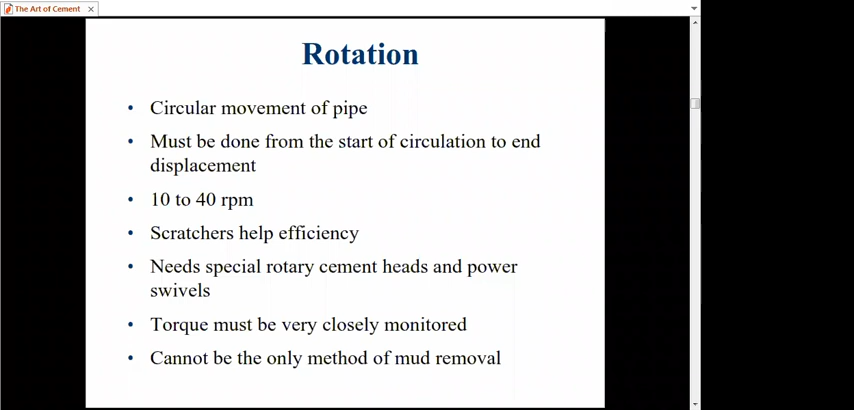 The Art of Cement
Rotation
• Circular movement of pipe
• Must be done from the start of circulation to end
displacement
• 10 to 40 rpm
• Scratchers help efficiency
• Needs special rotary cement heads and power
swivels
• Torque must be very closely monitored
• Cannot be the only method of mud removal